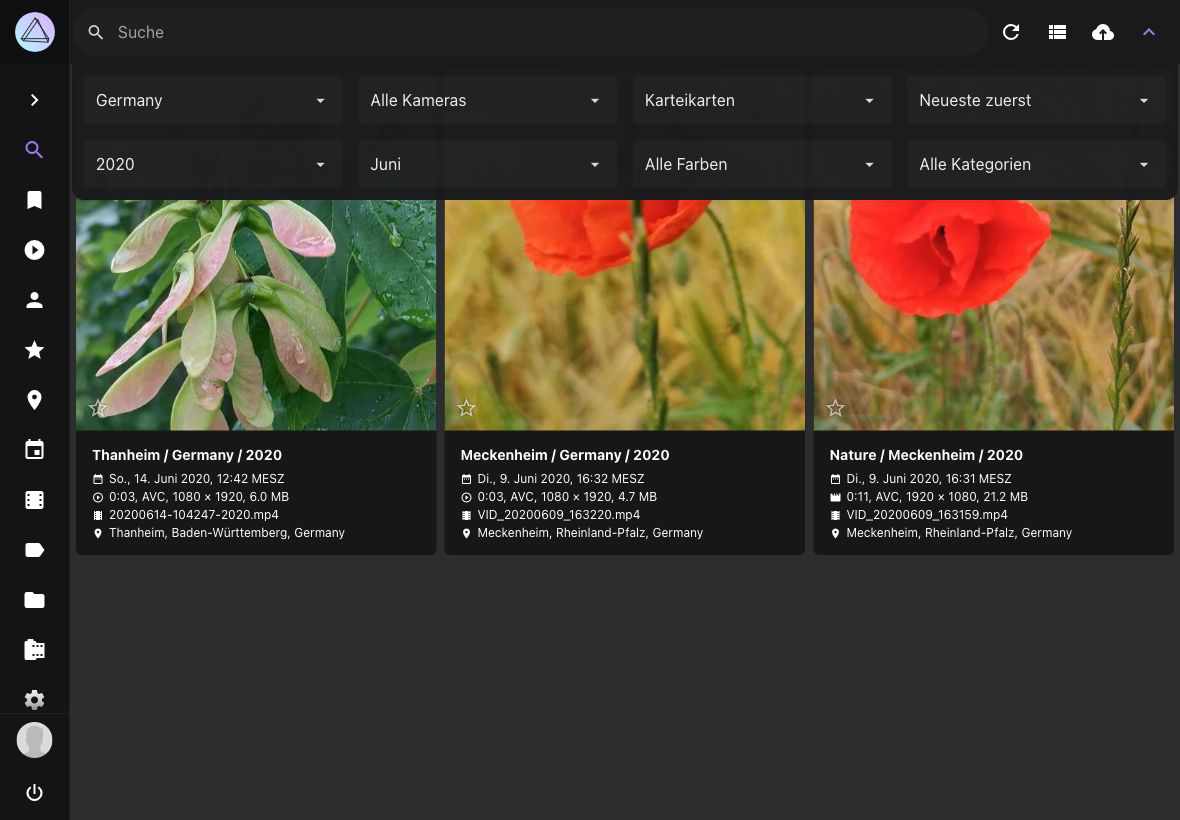 Suche
Germany
Alle Kameras
Karteikarten
Neueste zuerst
2020
Juni
Alle Farben
Alle Kategorien
Thanheim / Germany / 2020
So., 14. Juni 2020, 12:42 MESZ
0:03, AVC, 1080 × 1920, 6.0 MB
20200614-104247-2020.mp4
Thanheim, Baden-Württemberg, Germany
Meckenheim / Germany / 2020
Di., 9. Juni 2020, 16:32 MESZ
0:03, AVC, 1080 × 1920, 4.7 MB
VID_20200609_163220.mp4
Meckenheim, Rheinland-Pfalz, Germany
Nature / Meckenheim / 2020
Di., 9. Juni 2020, 16:31 MESZ
0:11, AVC, 1920 × 1080, 21.2 MB
VID_20200609_163159.mp4
Meckenheim, Rheinland-Pfalz, Germany